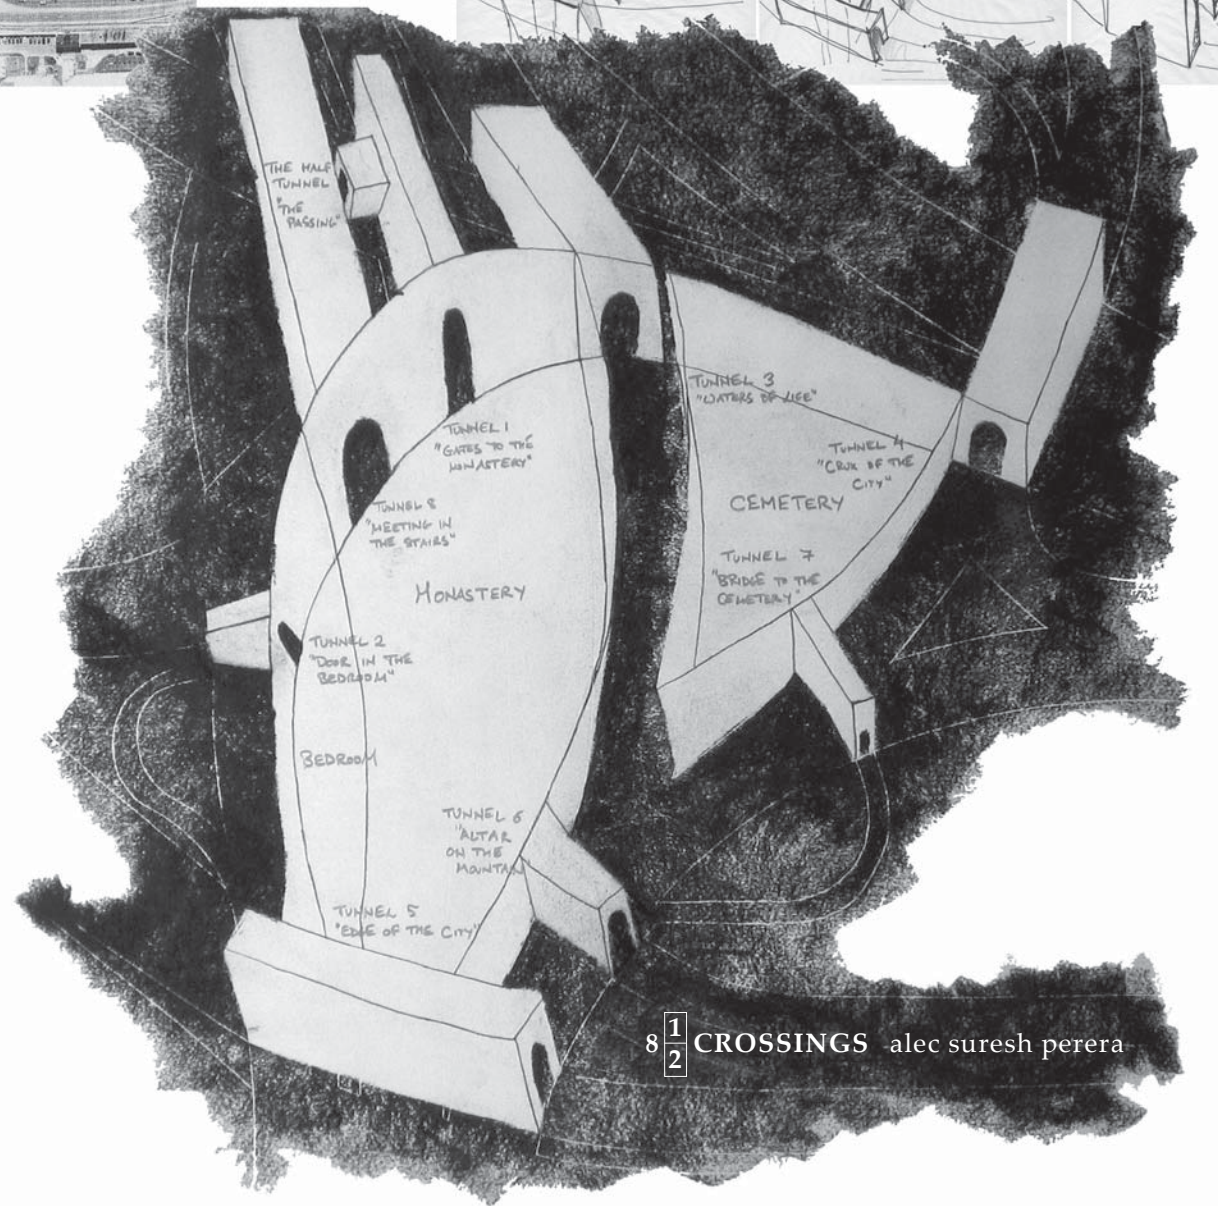 THE HALF
TUNNEL
"THE
PASSING"
TUNNEL 3
"WATERS OF LIFE"
TUNNEL 1
"GATES TO THE
MONASTERY"
TUNNEL 4
"CRUX OF THE
CITY"
TUNNEL 8
"MEETING IN
THE STAIRS"
CEMETERY
TUNNEL 7
"BRIDGE TO THE
CEMETERY"
MONASTERY
TUNNEL 2
"DOOR IN THE
BEDROOM"
BEDROOM
TUNNEL 6
"ALTAR
ON THE
MOUNTAIN
TUNNEL 5
"EDGE OF THE CITY"
8 1/2 CROSSINGS alec suresh perera